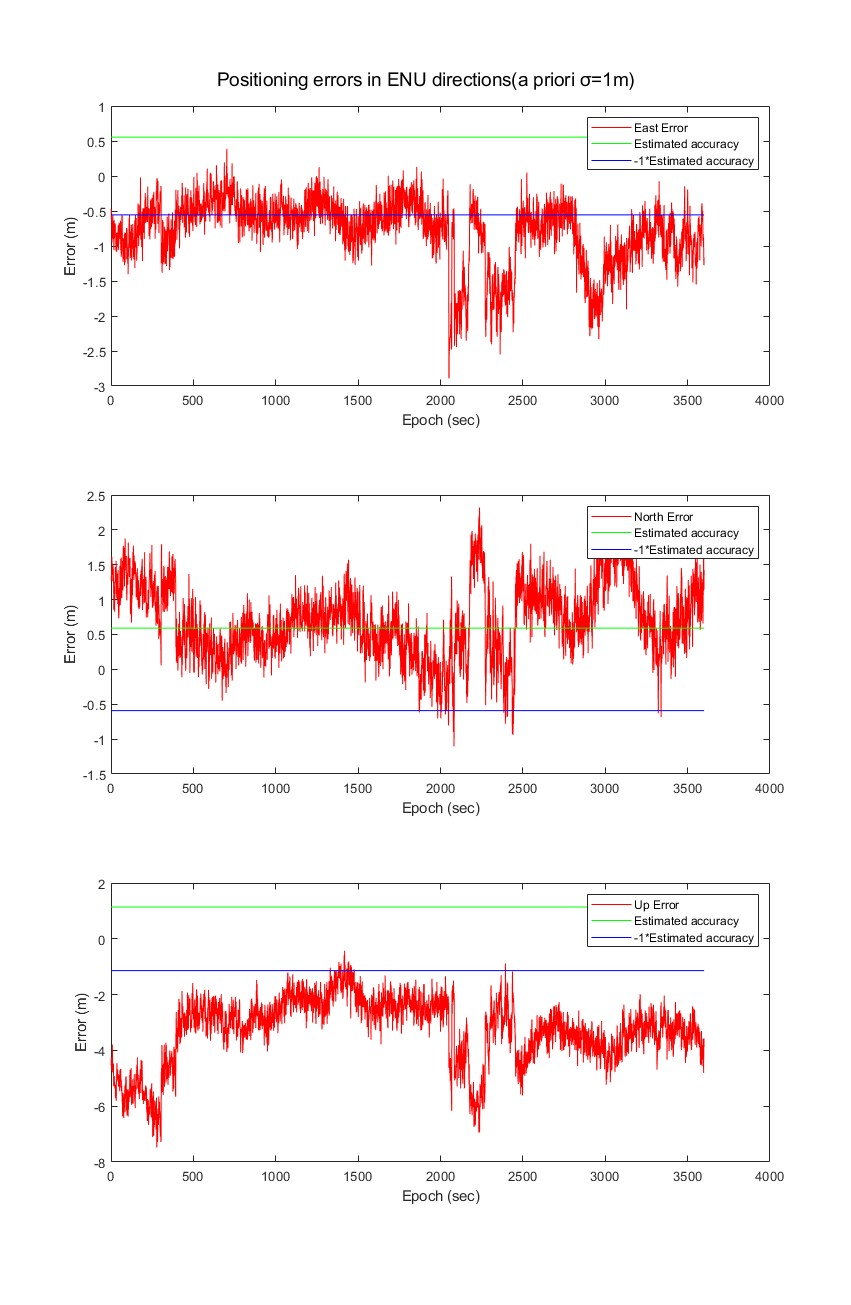 Positioning errors in ENU directions(a priori σ=1m)
1
0.5
0
-0.5
-1
-1.5
-2
-2.5
-3
Error (m)
East Error
Estimated accuracy
-1*Estimated accuracy
0 500 1000 1500 2000 2500 3000 3500 4000
Epoch (sec)
2.5
2
1.5
1
0.5
0
-0.5
-1
-1.5
Error (m)
North Error
Estimated accuracy
-1*Estimated accuracy
0 500 1000 1500 2000 2500 3000 3500 4000
Epoch (sec)
2
0
-2
-4
-6
-8
Error (m)
Up Error
Estimated accuracy
-1*Estimated accuracy
0 500 1000 1500 2000 2500 3000 3500 4000
Epoch (sec)